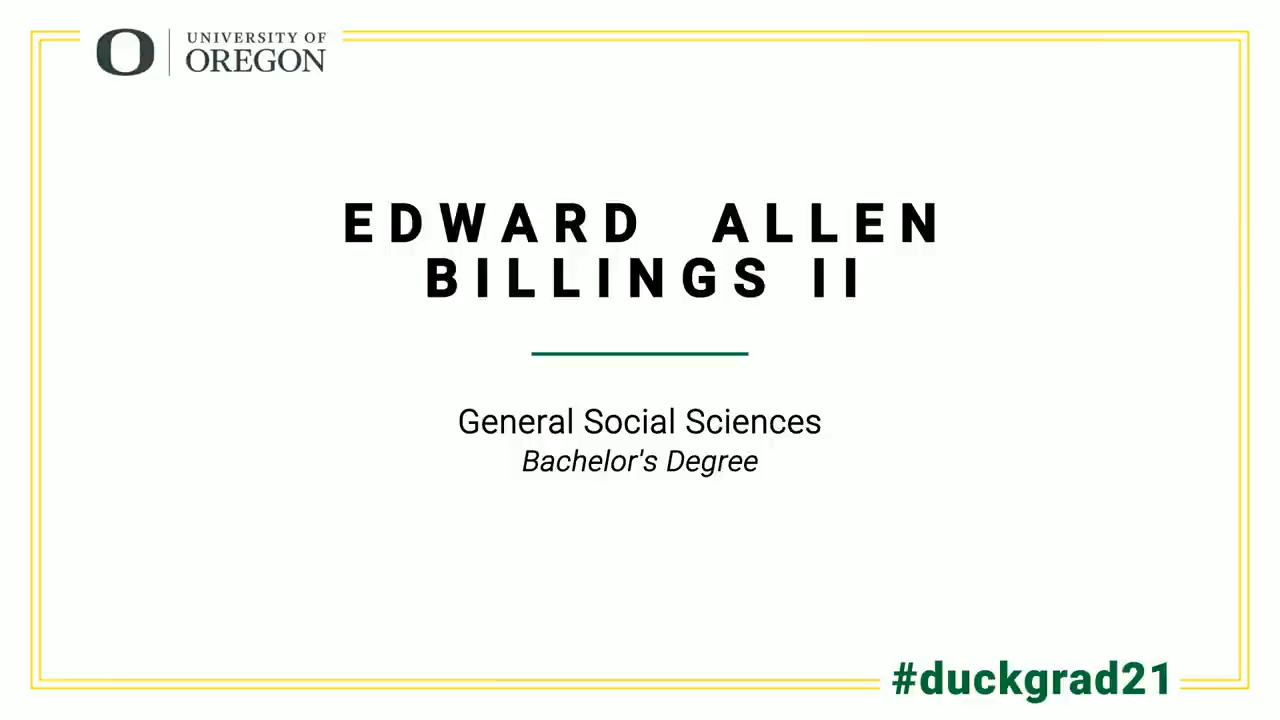 UNIVERSITY OF
OREGON
EDWARD ALLEN
BILLINGS II
General Social Sciences
Bachelor's Degree
#duckgrad21